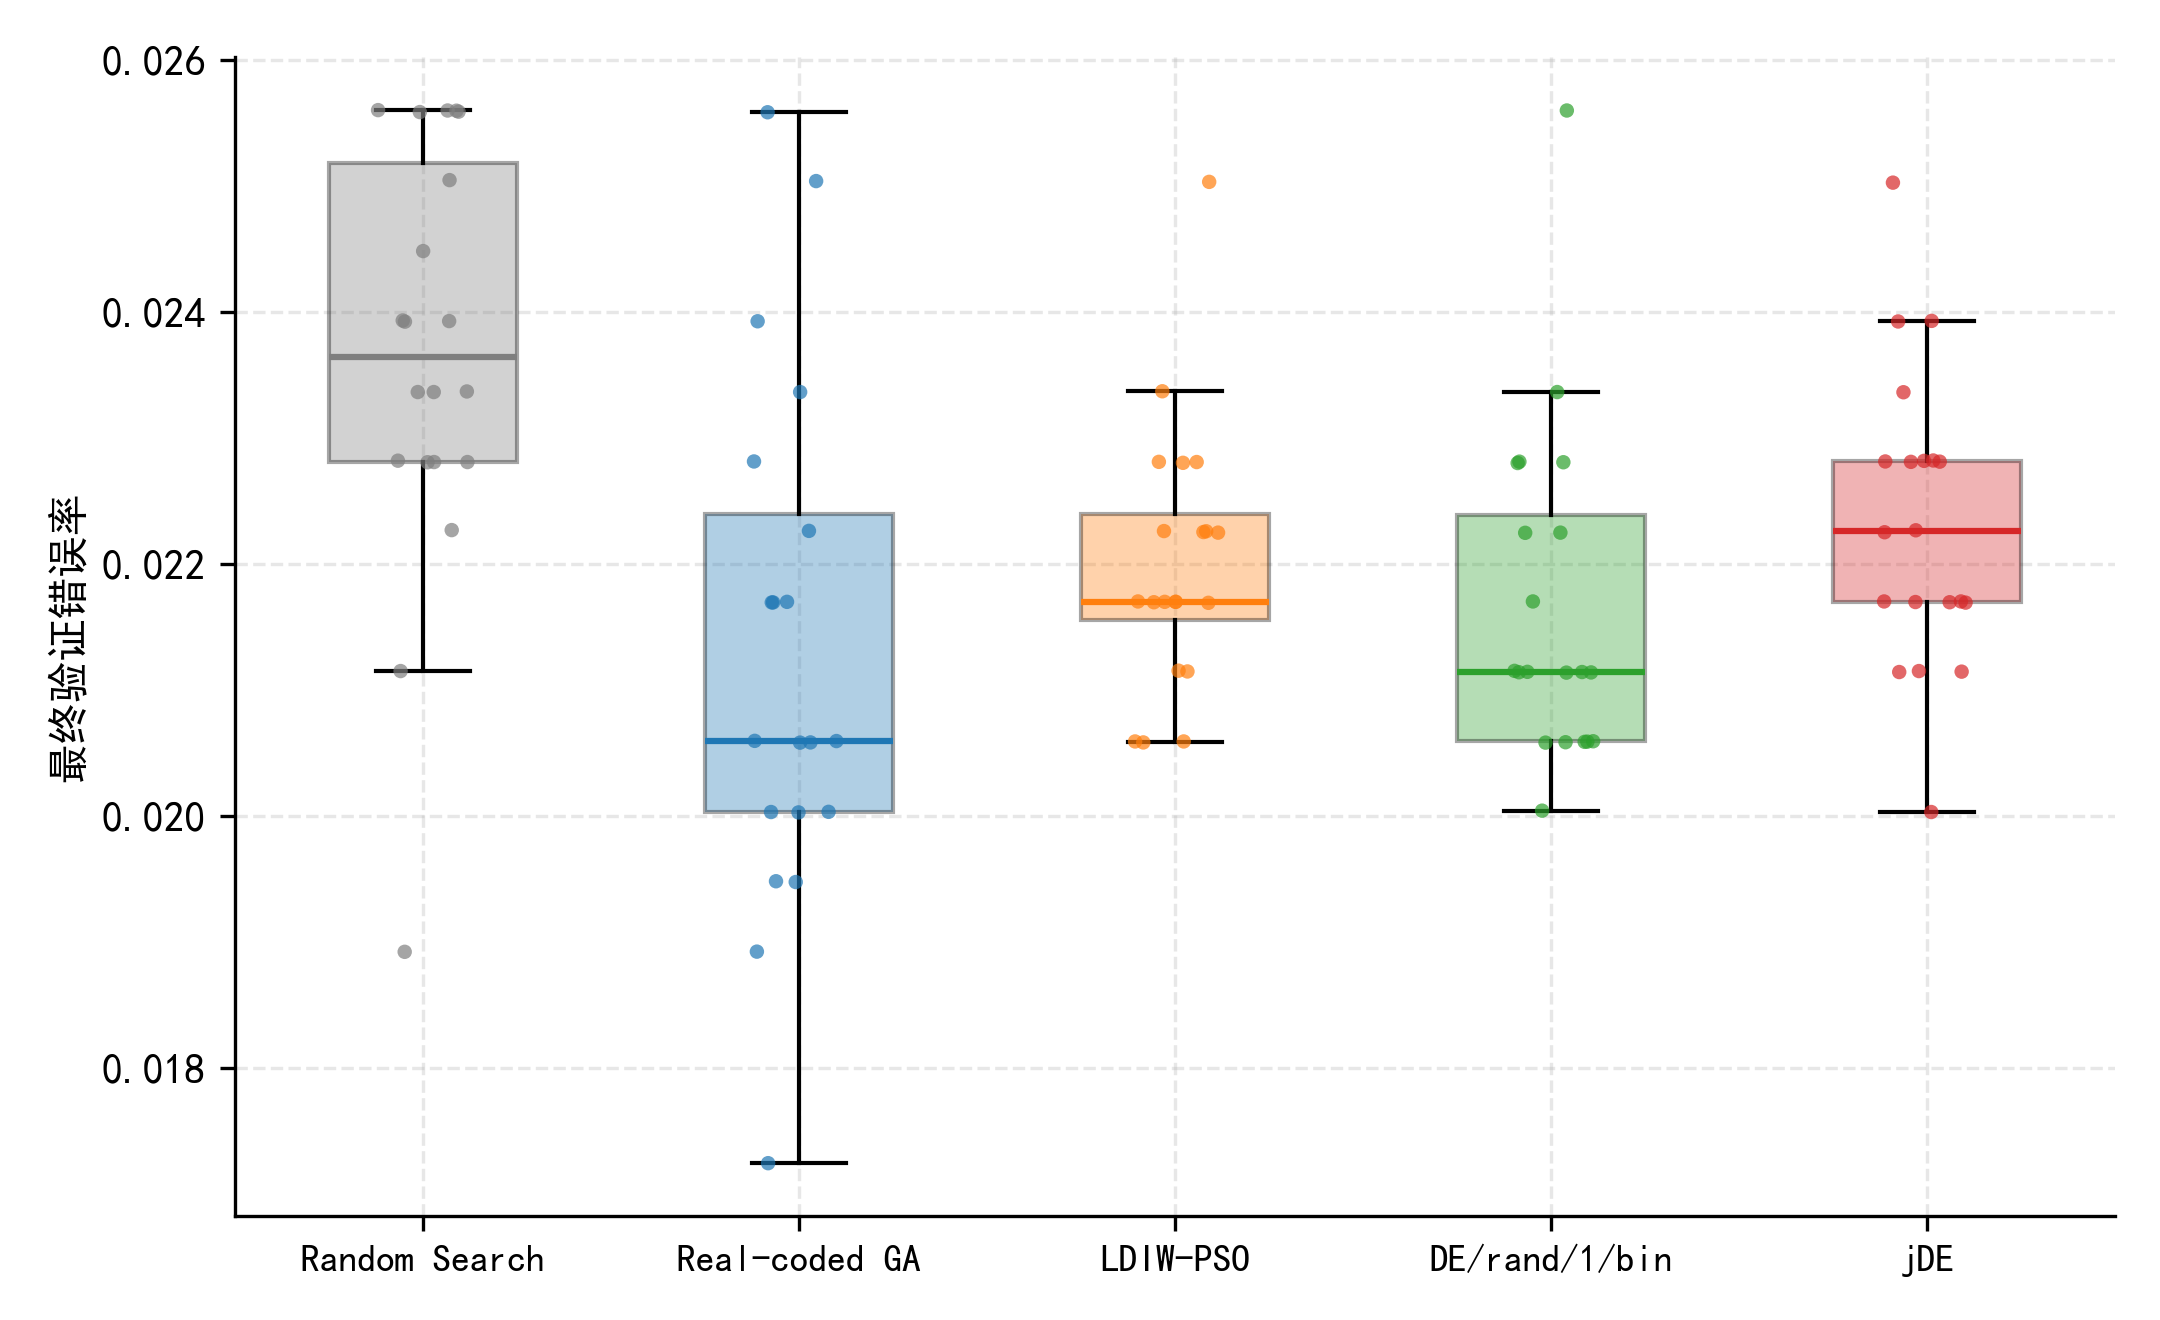 最终验证错误率
0.026
0.024
0.022
0.020
0.018
Random Search
Real-coded GA
LDIW-PSO
DE/rand/1/bin
jDE